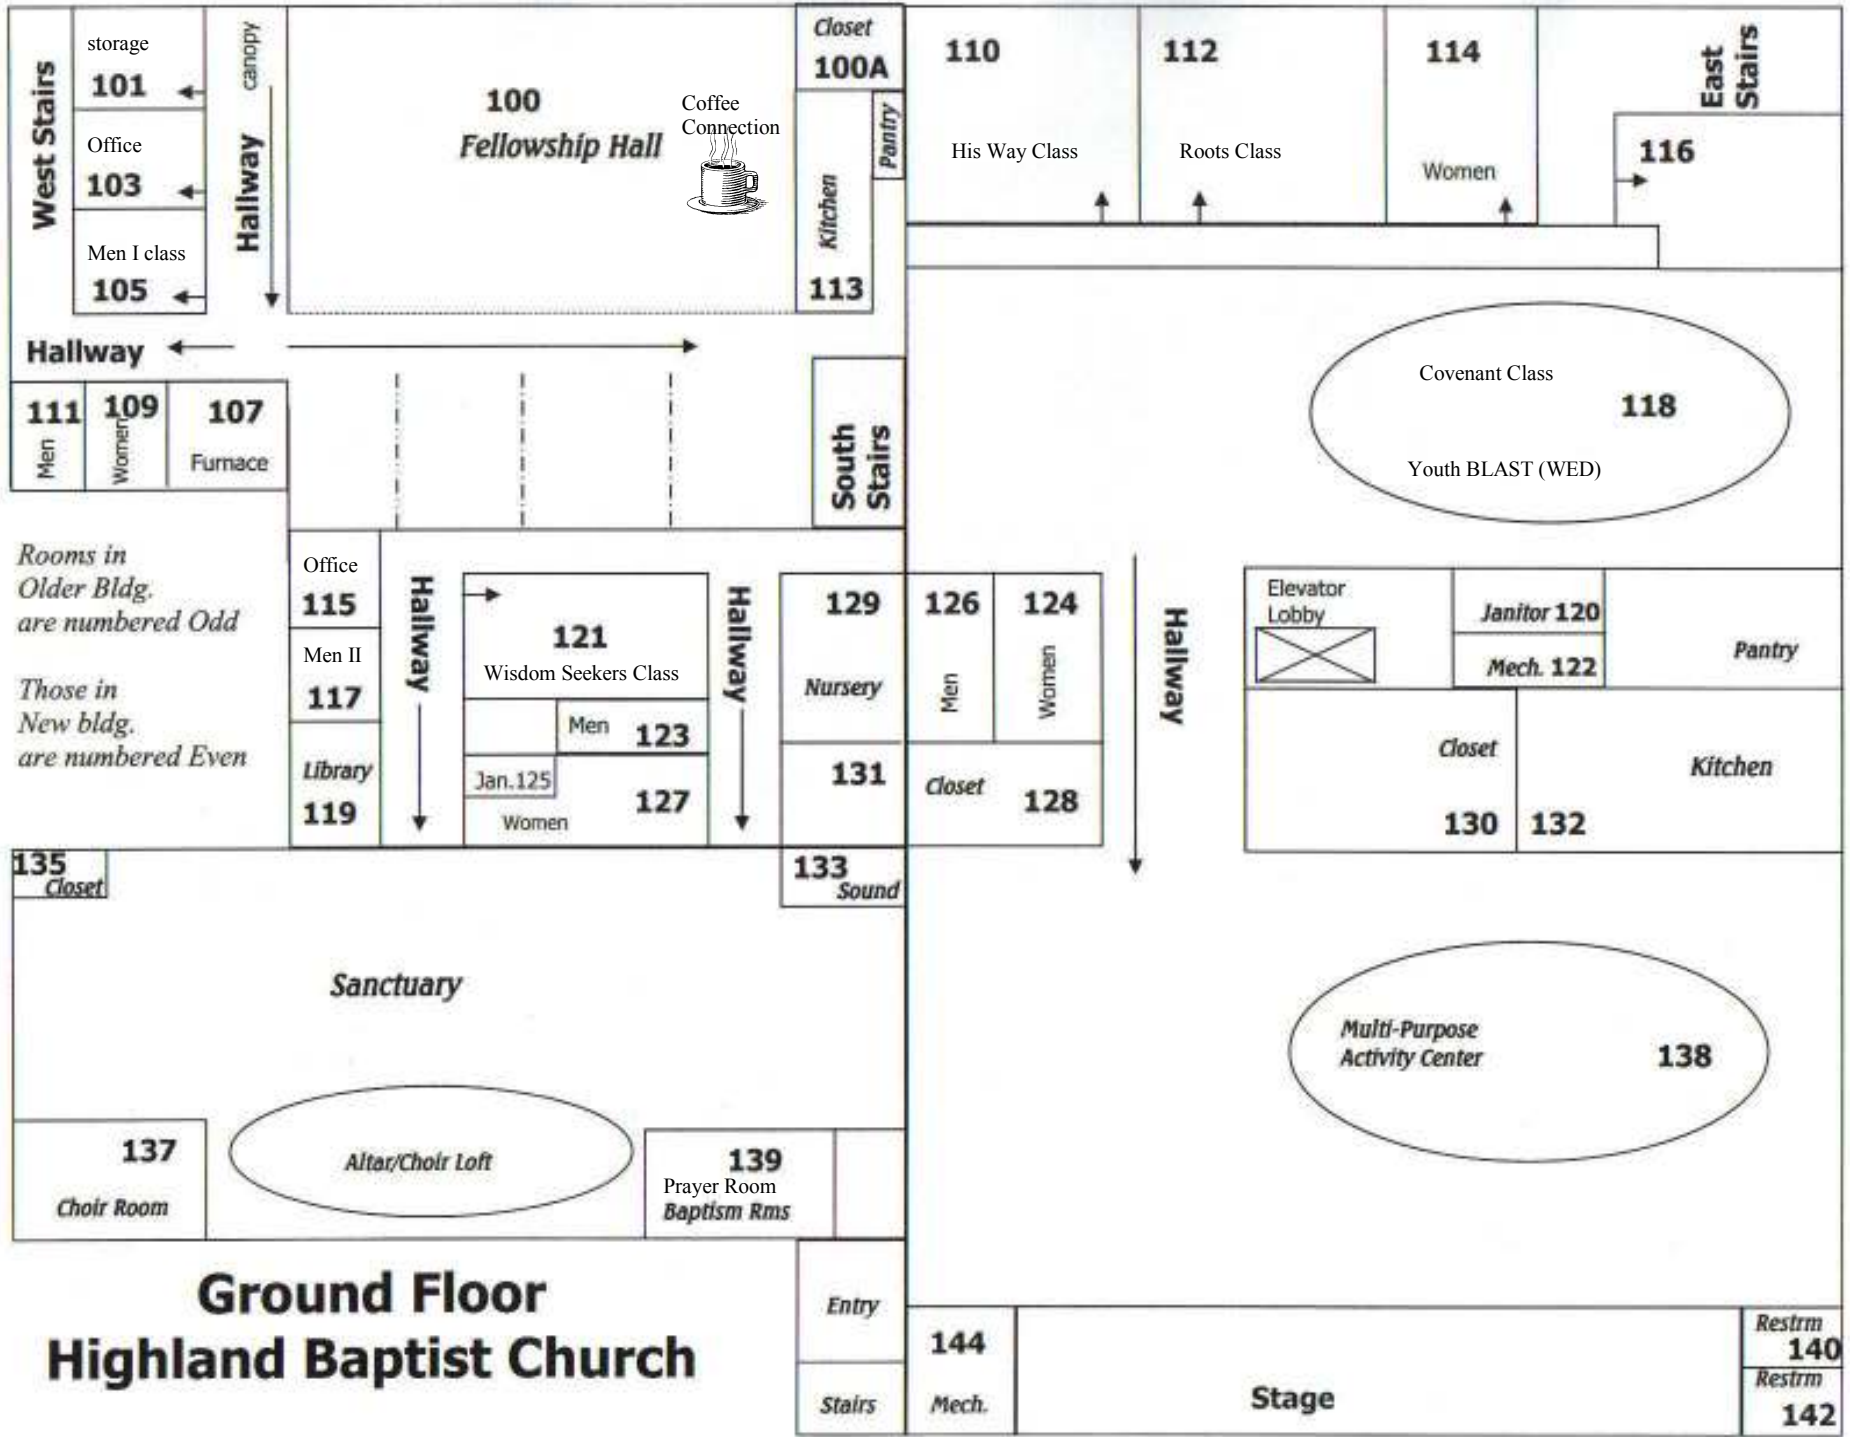 West Stairs
storage
101
Office
103
Men I class
105
canopy
Hallway
100
Fellowship Hall
Coffee
Connection
Closet
100A
Pantry
Kitchen
113
110
His Way Class
112
Roots Class
114
Women
East
Stairs
116
Hallway
111
Men
109
Women
107
Furnace
South
Stairs
Covenant Class
118
Youth BLAST (WED)
Rooms in
Older Bldg.
are numbered Odd
Those in
New bldg.
are numbered Even
Office
115
Men II
117
Library
119
Hallway
121
Wisdom Seekers Class
Men 123
Jan.125
127
Women
Hallway
129
Nursery
131
126
Men
124
Women
Closet
128
Hallway
Elevator
Lobby
Janitor 120
Mech. 122
Pantry
Closet
130
Kitchen
132
135
Closet
133
Sound
Sanctuary
Multi-Purpose
Activity Center
138
137
Choir Room
Altar/Choir Loft
139
Prayer Room
Baptism Rms
Ground Floor
Highland Baptist Church
Entry
Stairs
144
Mech.
Stage
Restrm
140
Restrm
142